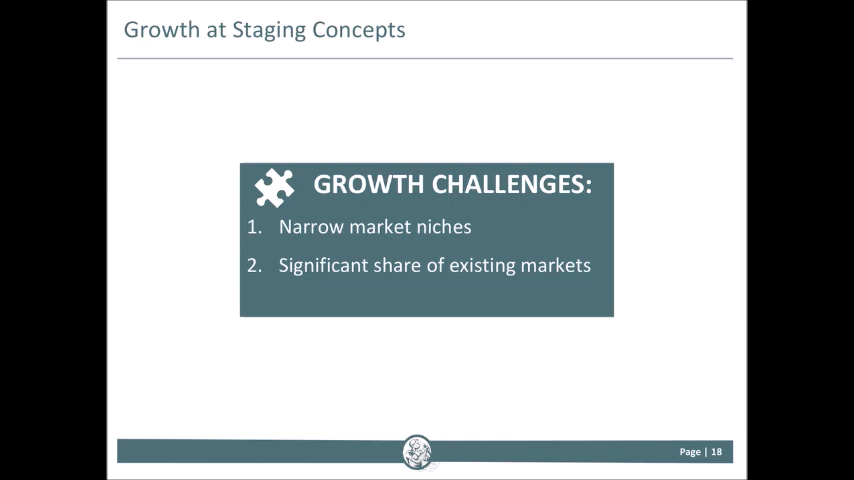 Growth at Staging Concepts
GROWTH CHALLENGES:
1. Narrow market niches
2. Significant share of existing markets
Page | 18